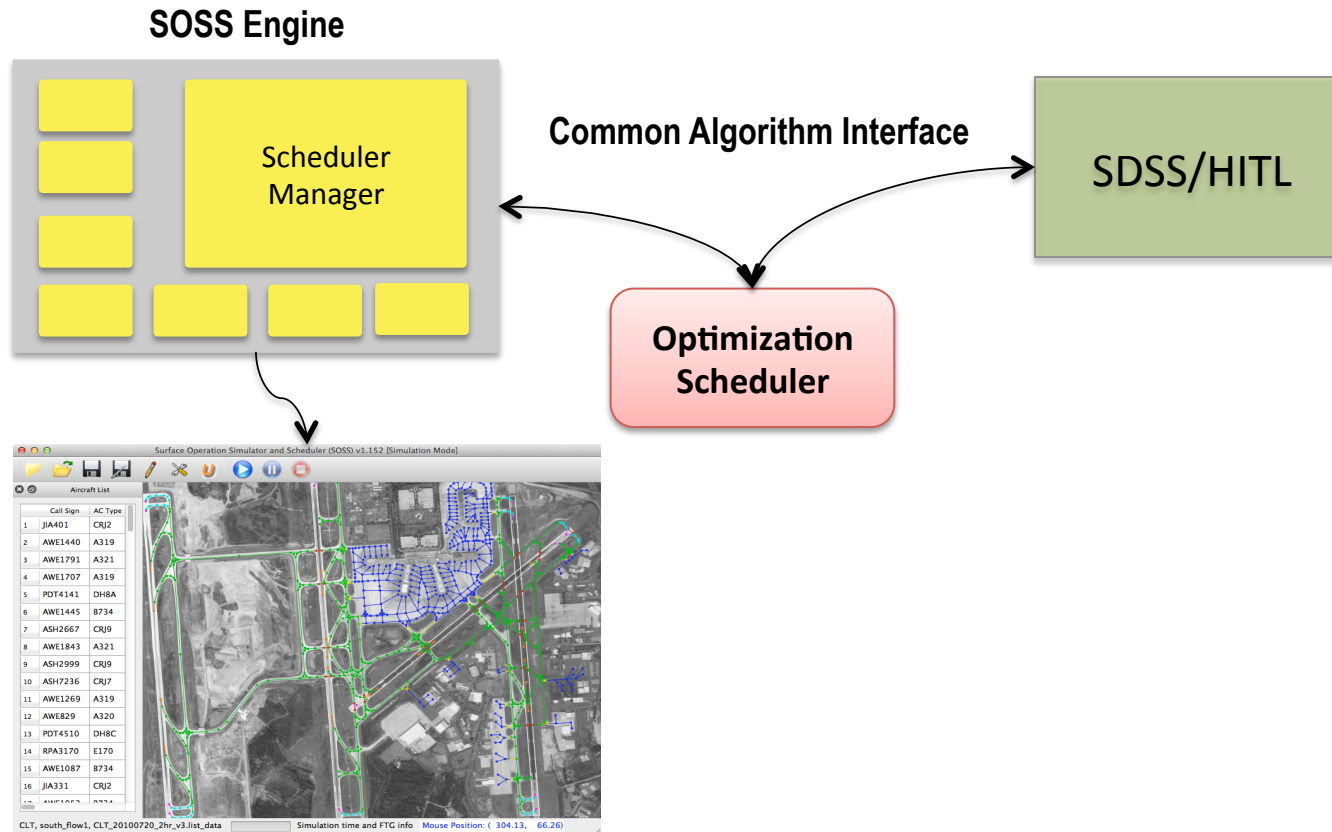 SOSS Engine
Scheduler
Manager
Common Algorithm Interface
SDSS/HITL
Optimization
Scheduler
Surface Operation Simulator and Scheduler (SOSS) v1.152 [Simulation Mode]
Aircraft List
Call Sign AC Type
1 JIA401 CRJ2
2 AWE1440 A319
3 AWE1791 A321
4 AWE1707 A319
5 PDT4141 DH8A
6 AWE1445 B734
7 ASH2667 CRJ9
8 AWE1843 A321
9 ASH2999 CRJ9
10 ASH7236 CRJ7
11 AWE1269 A319
12 AWE829 A320
13 PDT4510 DH8C
14 RPA3170 E170
15 AWE1087 B734
16 JIA331 CRJ2
CLT, south_flow1, CLT_20100720_2hr_v3.list_data Simulation time and FTG info Mouse Position: ( 304.13, 66.26)